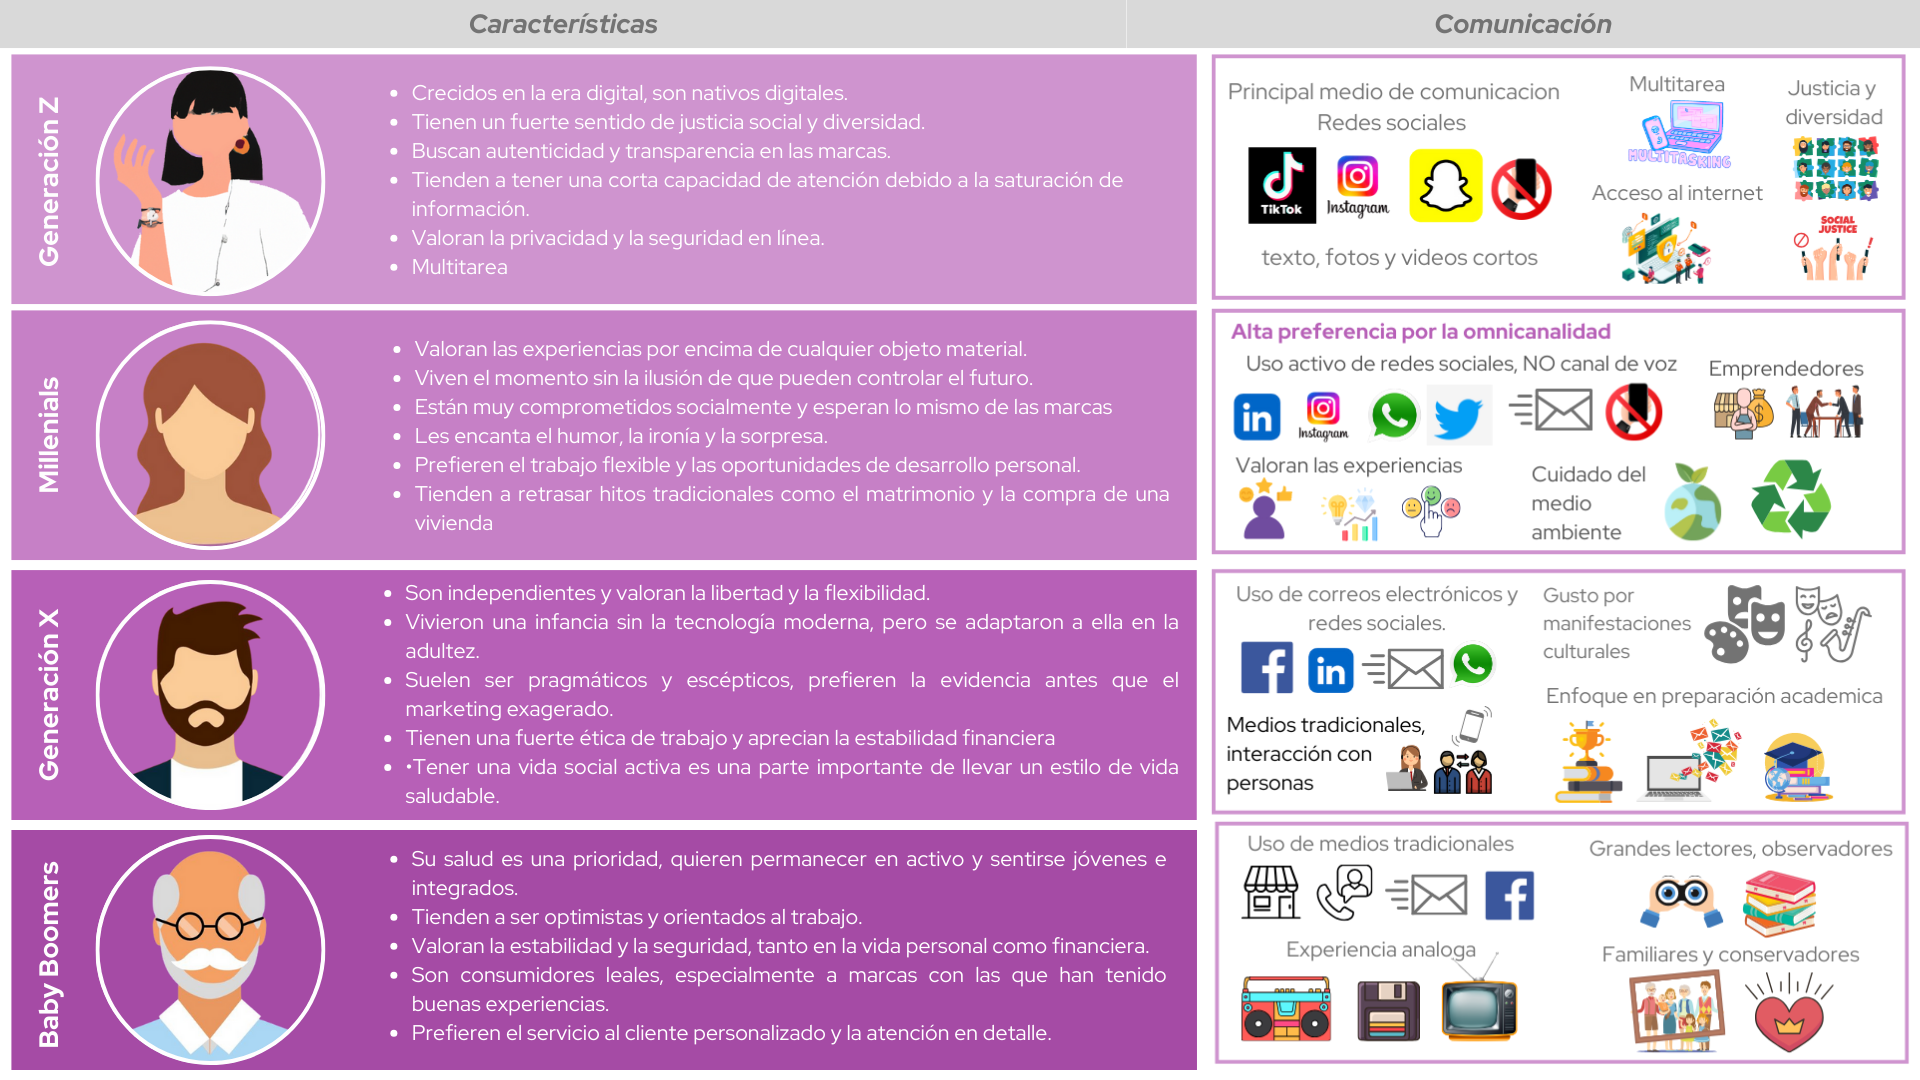 Características
Comunicación
Generación Z
• Crecidos en la era digital, son nativos digitales.
• Tienen un fuerte sentido de justicia social y diversidad.
• Buscan autenticidad y transparencia en las marcas.
• Tienden a tener una corta capacidad de atención debido a la saturación de
información.
• Valoran la privacidad y la seguridad en línea.
• Multitarea
Principal medio de comunicacion
Redes sociales
TikTok
Instagram
texto, fotos y videos cortos
Multitarea
MULTITASKING
Acceso al internet
Justicia y
diversidad
SOCIAL
JUSTICE
Millenials
• Valoran las experiencias por encima de cualquier objeto material.
• Viven el momento sin la ilusión de que pueden controlar el futuro.
• Están muy comprometidos socialmente y esperan lo mismo de las marcas
• Les encanta el humor, la ironía y la sorpresa.
• Prefieren el trabajo flexible y las oportunidades de desarrollo personal.
• Tienden a retrasar hitos tradicionales como el matrimonio y la compra de una
vivienda
Alta preferencia por la omnicanalidad
Uso activo de redes sociales, NO canal de voz
in
Instagram
Emprendedores
Valoran las experiencias
Cuidado del
medio
ambiente
Generación X
• Son independientes y valoran la libertad y la flexibilidad.
• Vivieron una infancia sin la tecnología moderna, pero se adaptaron a ella en la
adultez.
• Suelen ser pragmáticos y escépticos, prefieren la evidencia antes que el
marketing exagerado.
• Tienen una fuerte ética de trabajo y aprecian la estabilidad financiera
• •Tener una vida social activa es una parte importante de llevar un estilo de vida
saludable.
Uso de correos electrónicos y
redes sociales.
f
in
Medios tradicionales,
interacción con
personas
Gusto por
manifestaciones
culturales
Enfoque en preparación academica
Baby Boomers
• Su salud es una prioridad, quieren permanecer en activo y sentirse jóvenes e
integrados.
• Tienden a ser optimistas y orientados al trabajo.
• Valoran la estabilidad y la seguridad, tanto en la vida personal como financiera.
• Son consumidores leales, especialmente a marcas con las que han tenido
buenas experiencias.
• Prefieren el servicio al cliente personalizado y la atención en detalle.
Uso de medios tradicionales
f
Experiencia analoga
Grandes lectores, observadores
Familiares y conservadores